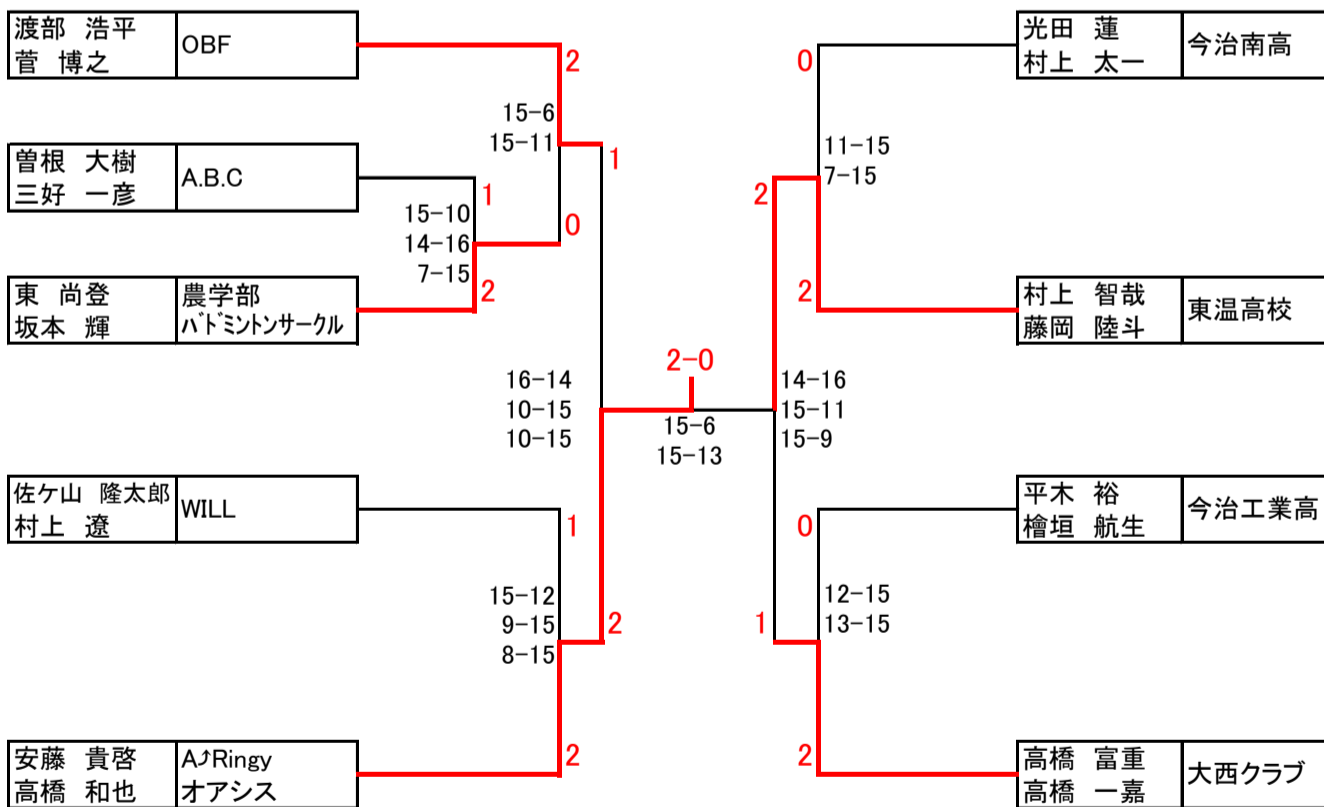 渡部 浩平
菅 博之
OBF
光田 蓮
村上 太一
今治南高
2
0
15-6
15-11
1
曽根 大樹
三好 一彦
A.B.C
11-15
7-15
1
2
15-10
14-16
7-15
0
東 尚登
坂本 輝
農学部
バドミントンサークル
2
2
村上 智哉
藤岡 陸斗
東温高校
2-0
16-14
10-15
10-15
15-6
15-13
14-16
15-11
15-9
佐ケ山 隆太郎
村上 遼
WILL
平木 裕
檜垣 航生
今治工業高
1
0
15-12
9-15
8-15
2
1
12-15
13-15
安藤 貴啓
高橋 和也
A⤴Ringy
オアシス
2
2
高橋 富重
高橋 一嘉
大西クラブ